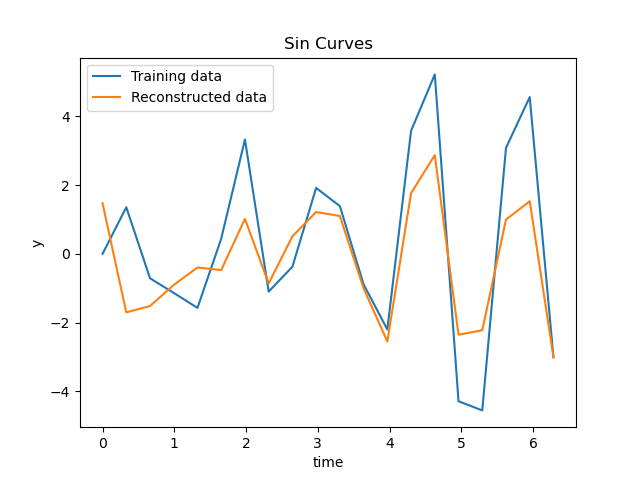 Sin Curves
Training data
Reconstructed data
4
2
0
−2
−4
y
0 1 2 3 4 5 6
time